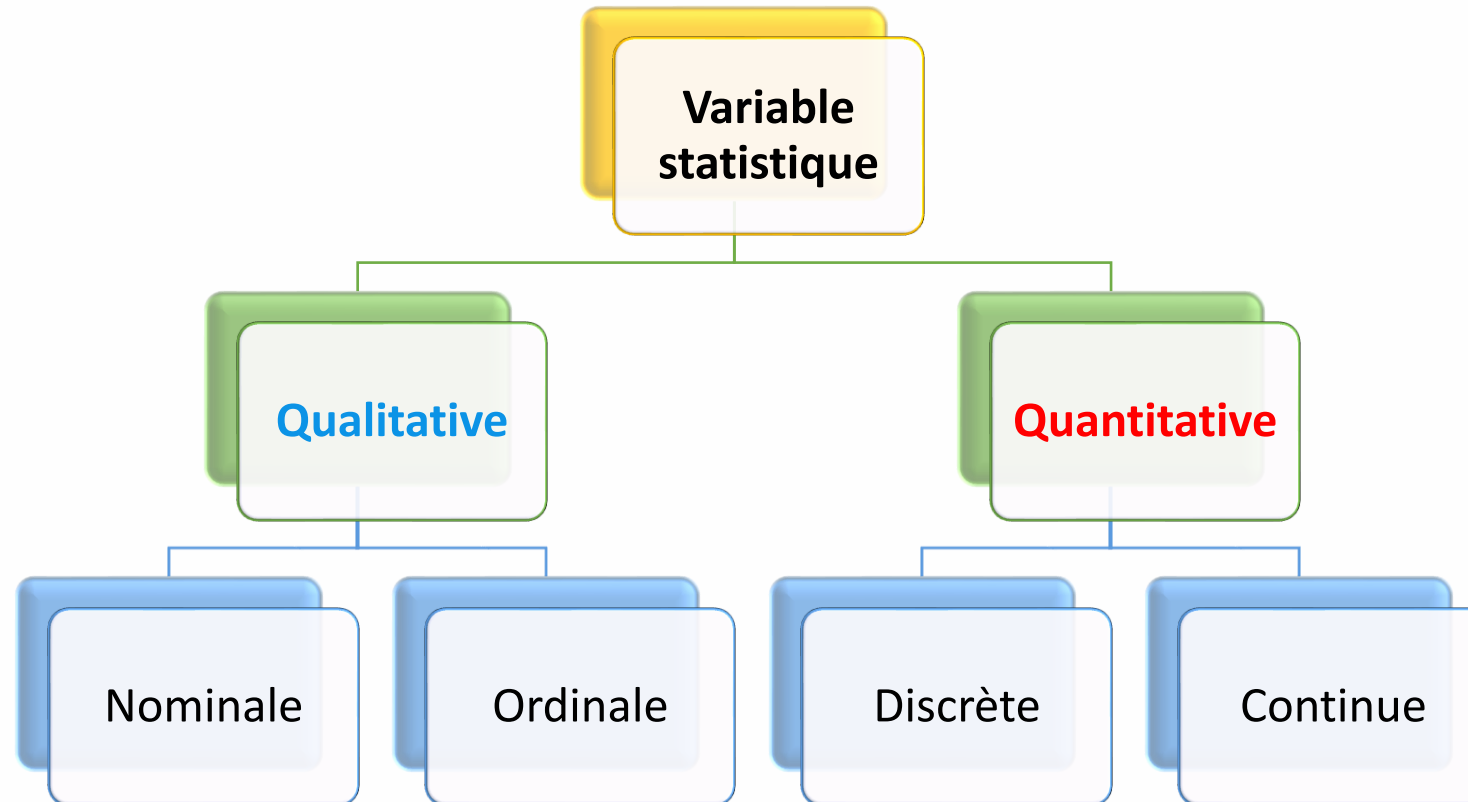 Variable
statistique
Qualitative
Quantitative
Nominale
Ordinale
Discrète
Continue